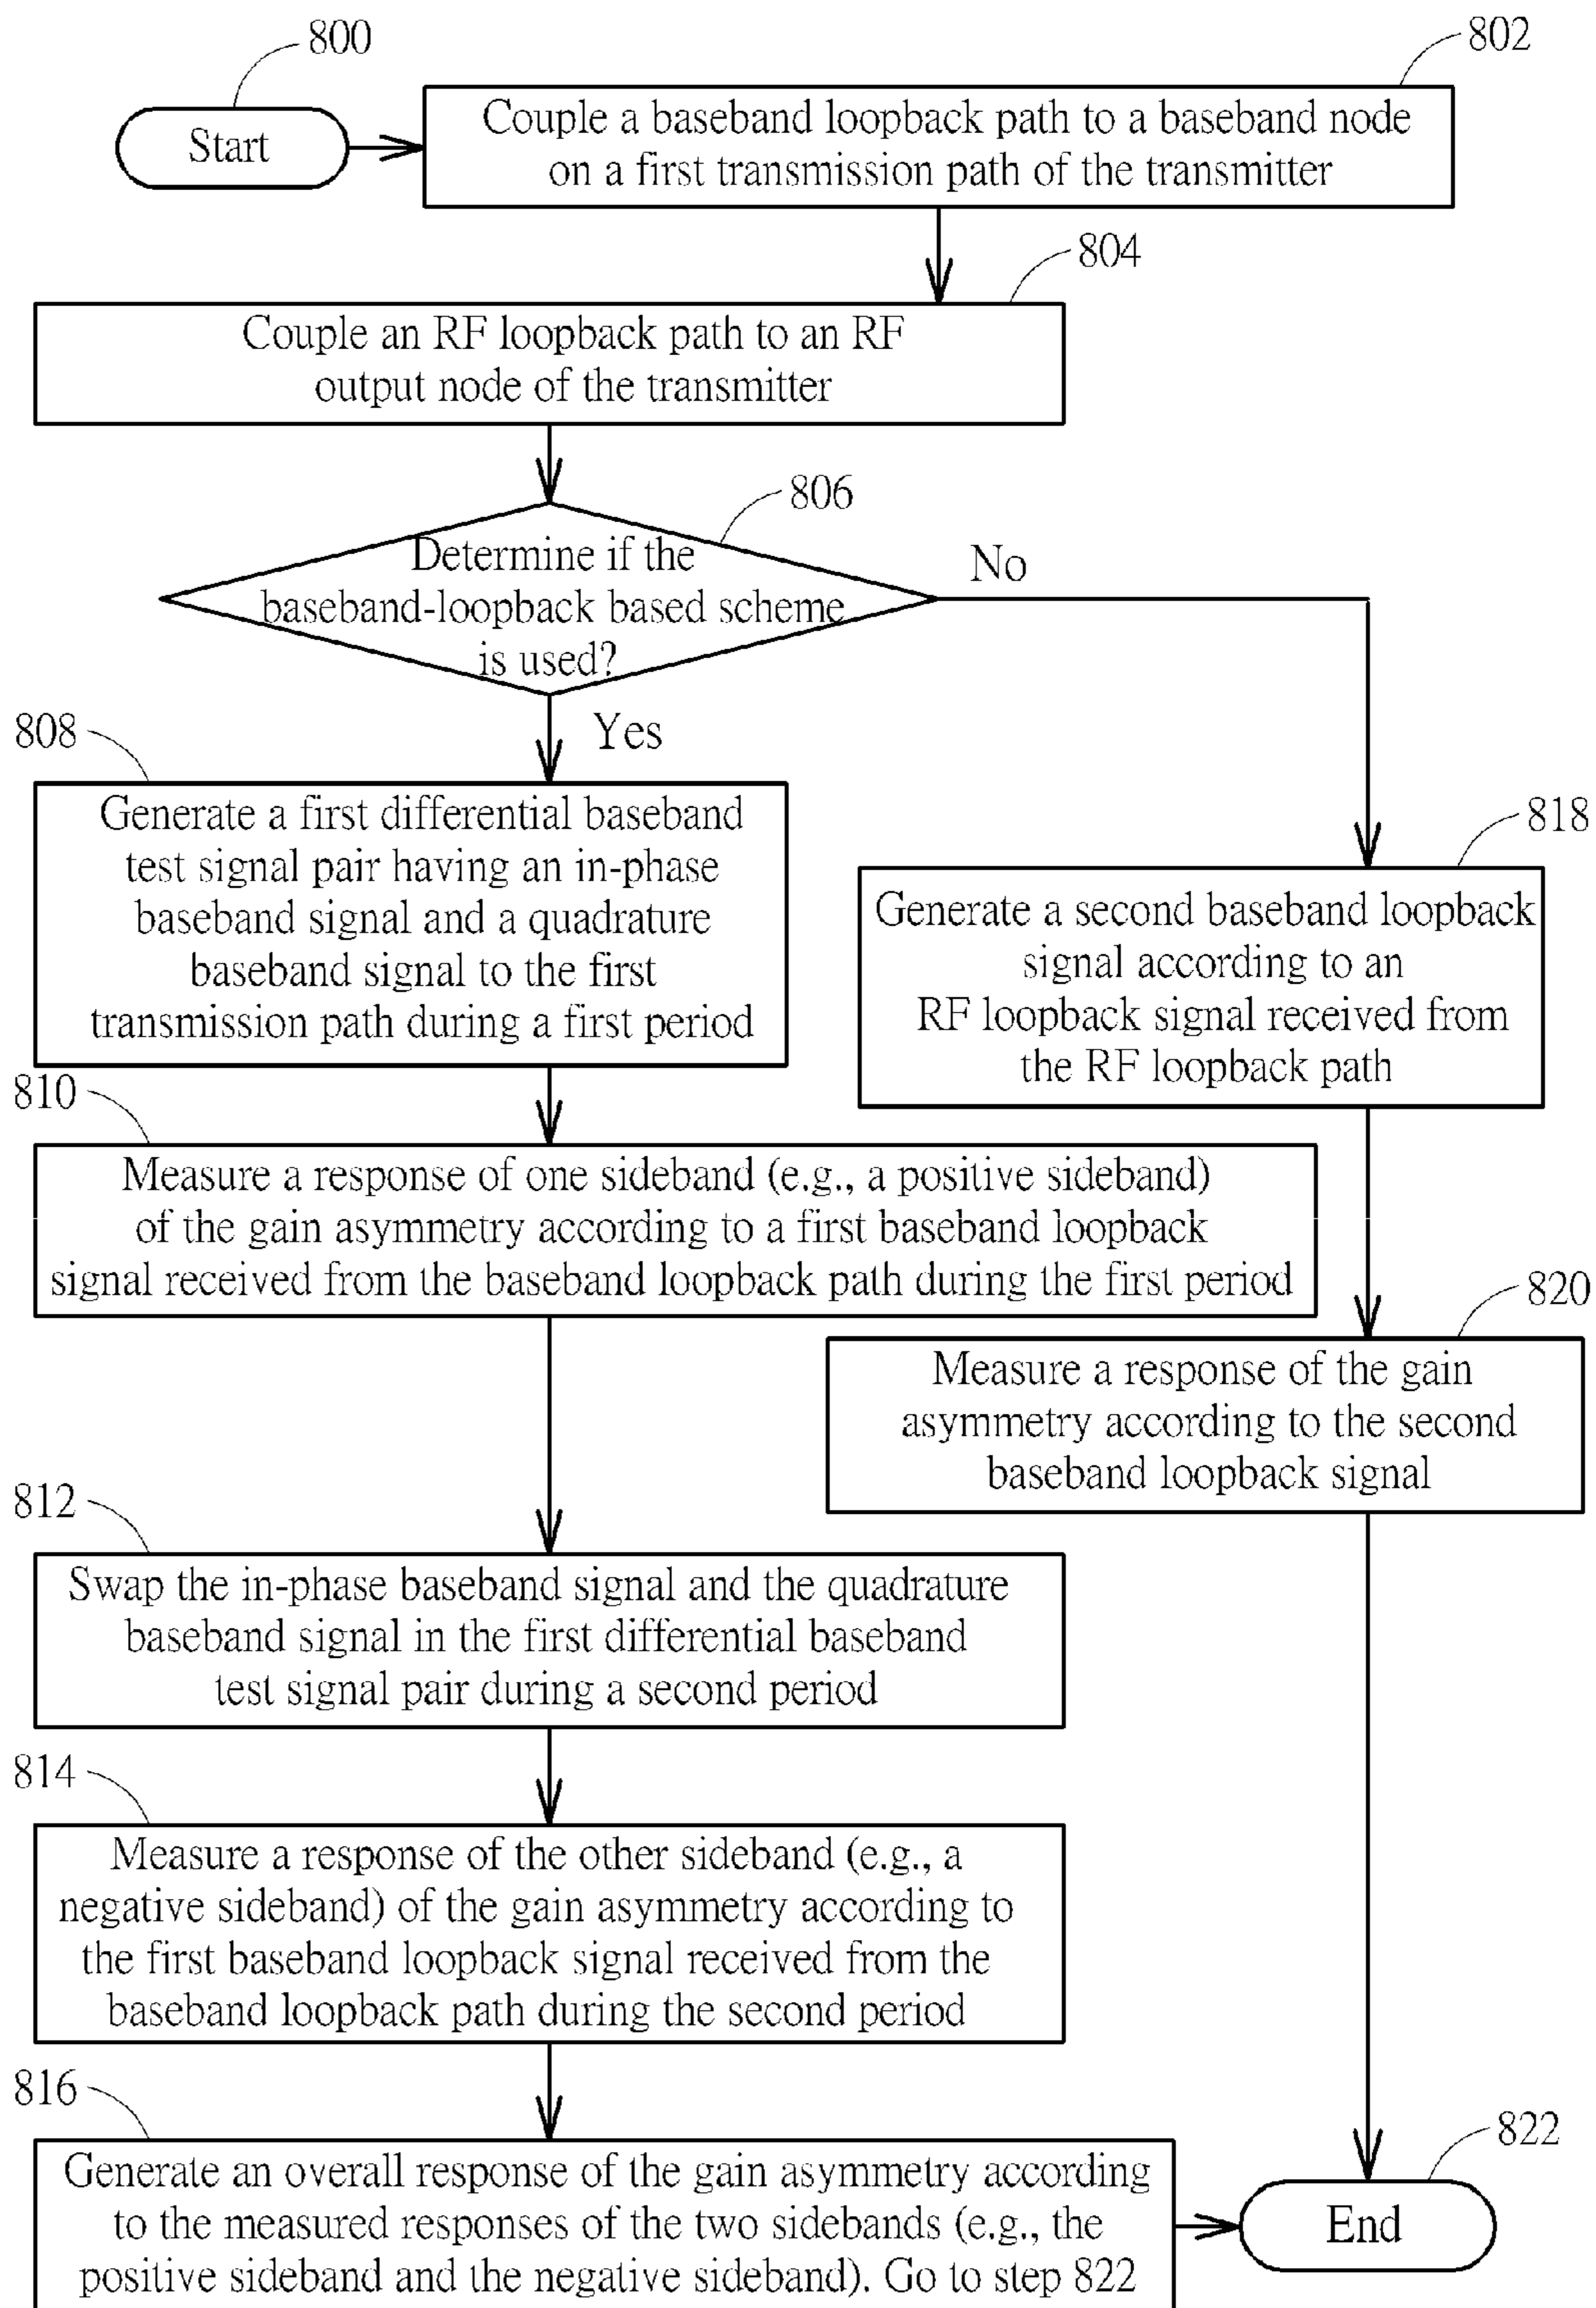 800
Start
802
Couple a baseband loopback path to a baseband node
on a first transmission path of the transmitter
804
Couple an RF loopback path to an RF
output node of the transmitter
806
Determine if the
baseband-loopback based scheme
is used?
No
Yes
808
Generate a first differential baseband
test signal pair having an in-phase
baseband signal and a quadrature
baseband signal to the first
transmission path during a first period
818
Generate a second baseband loopback
signal according to an
RF loopback signal received from
the RF loopback path
810
Measure a response of one sideband (e.g., a positive sideband)
of the gain asymmetry according to a first baseband loopback
signal received from the baseband loopback path during the first period
820
Measure a response of the gain
asymmetry according to the second
baseband loopback signal
812
Swap the in-phase baseband signal and the quadrature
baseband signal in the first differential baseband
test signal pair during a second period
814
Measure a response of the other sideband (e.g., a
negative sideband) of the gain asymmetry according to
the first baseband loopback signal received from the
baseband loopback path during the second period
816
Generate an overall response of the gain asymmetry according
to the measured responses of the two sidebands (e.g., the
positive sideband and the negative sideband). Go to step 822
822
End